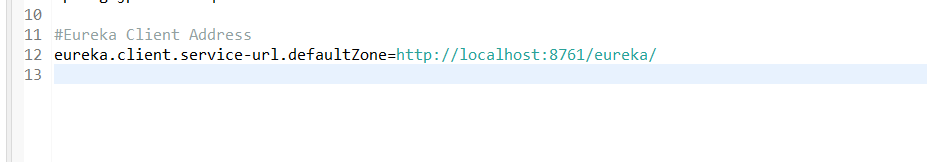 10
11 #Eureka Client Address
12 eureka.client.service-url.defaultZone=http://localhost:8761/eureka/
13